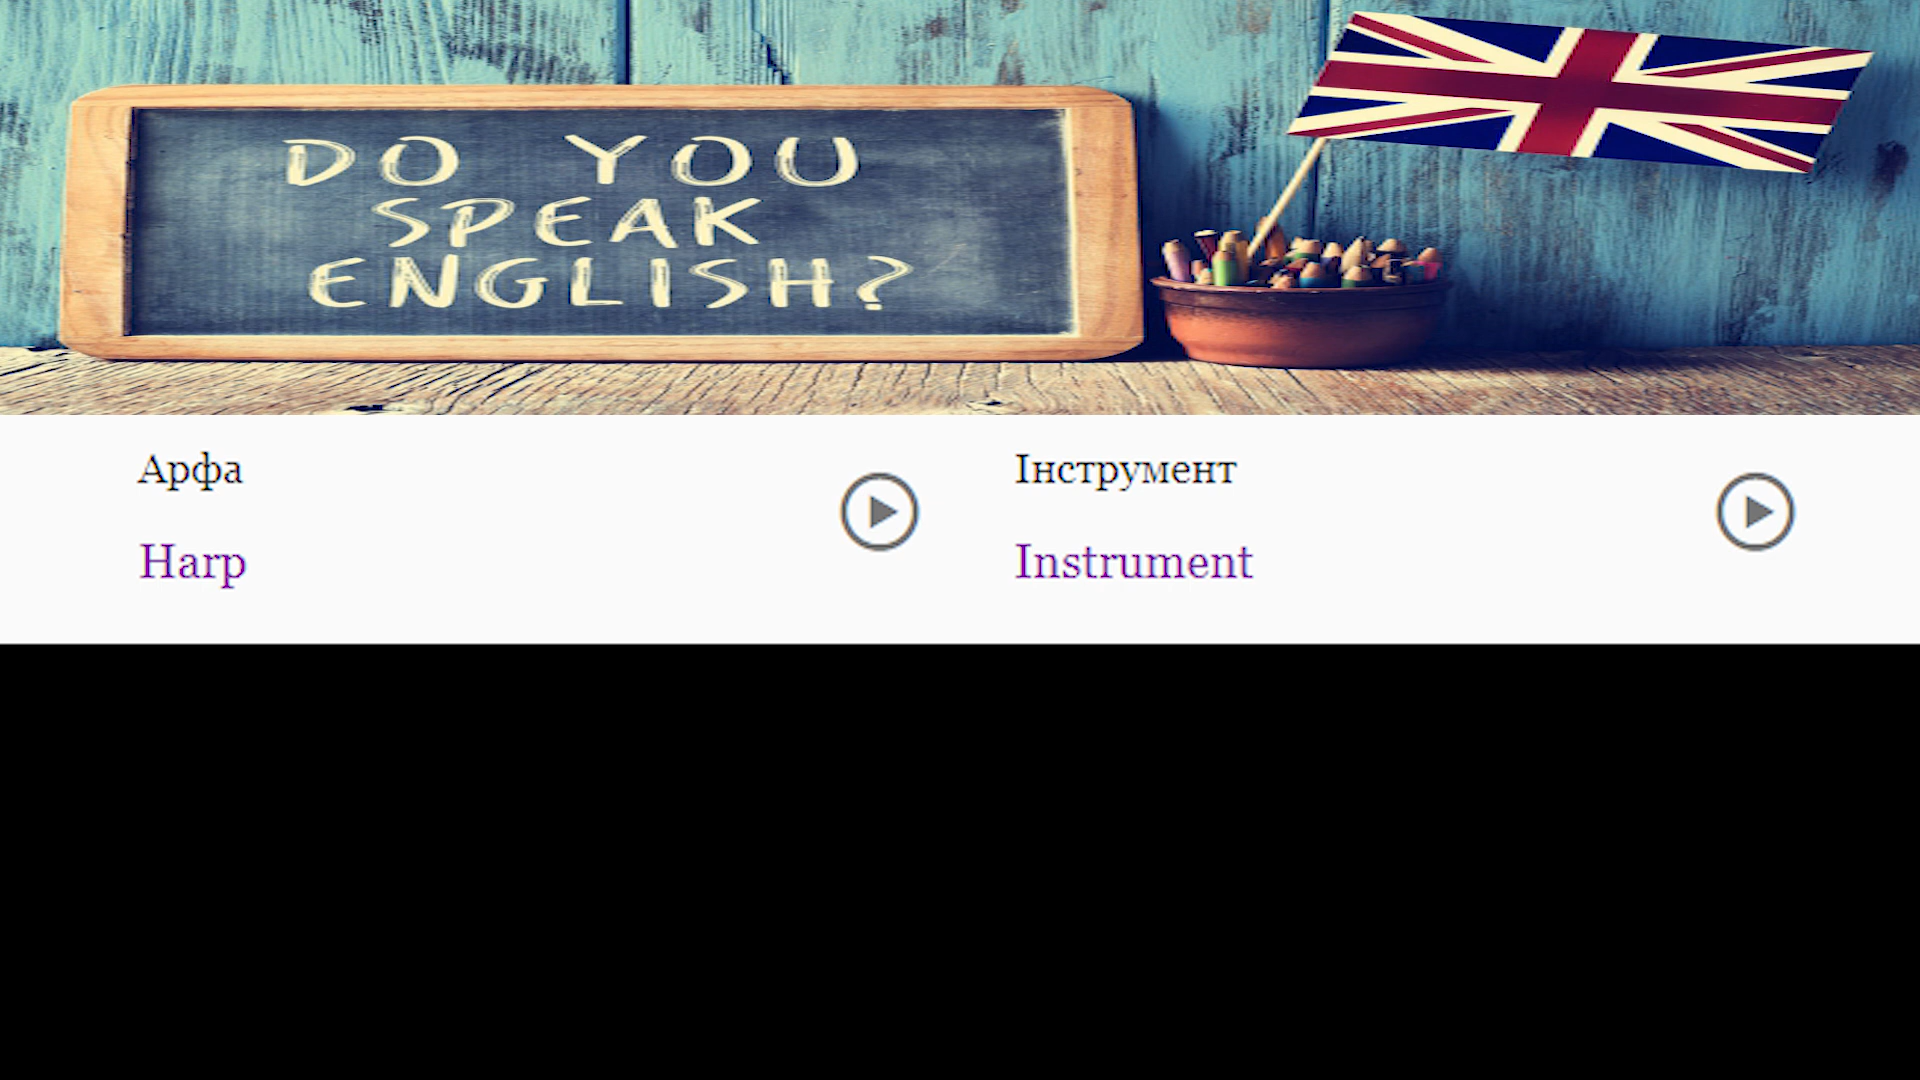 DO YOU
SPEAK
ENGLISH?
Арфа
Інструмент
Harp
Instrument